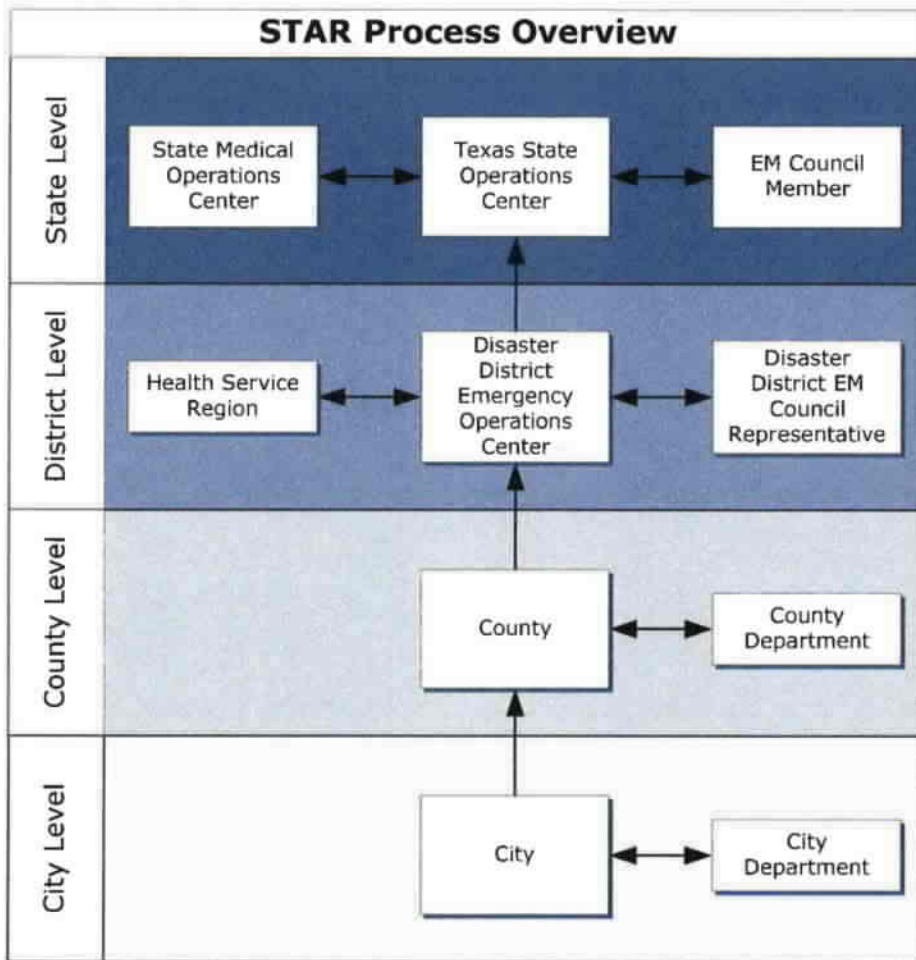 STAR Process Overview
State Level
State Medical
Operations
Center
Texas State
Operations
Center
EM Council
Member
District Level
Health Service
Region
Disaster
District
Emergency
Operations
Center
Disaster
District EM
Council
Representative
County Level
County
County
Department
City Level
City
City
Department